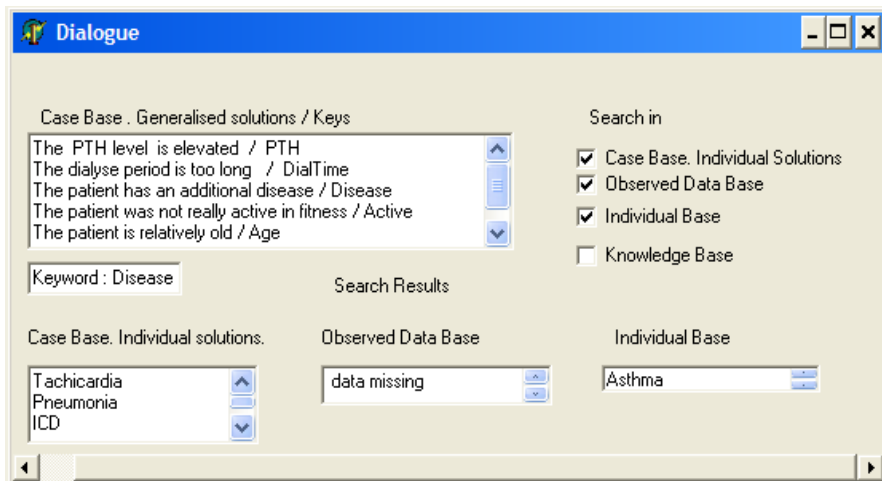 Dialogue
Case Base . Generalised solutions / Keys
The PTH level is elevated / PTH
The dialyse period is too long / DialTime
The patient has an additional disease / Disease
The patient was not really active in fitness / Active
The patient is relatively old / Age
Search in
Case Base. Individual Solutions
Observed Data Base
Individual Base
Knowledge Base
Keyword : Disease
Search Results
Case Base. Individual solutions.
Tachicardia
Pneumonia
ICD
Observed Data Base
data missing
Individual Base
Asthma